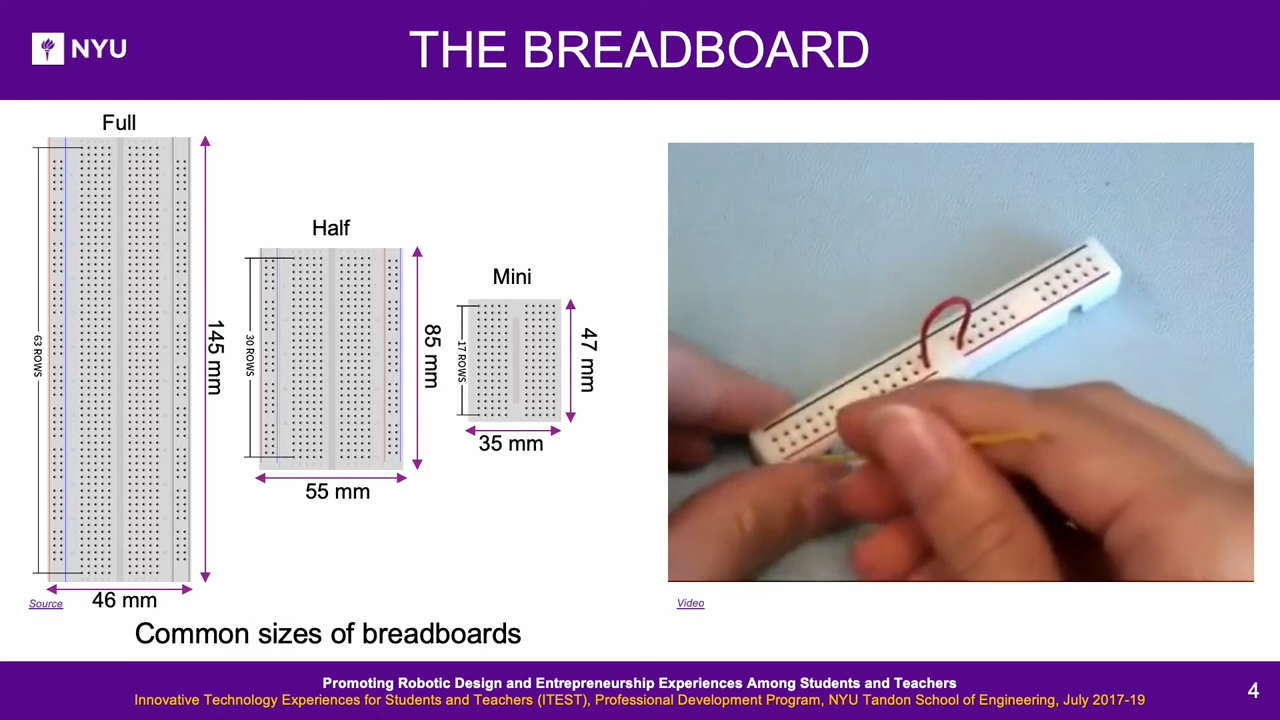 NYU
THE BREADBOARD
Full
63 ROWS
145 mm
46 mm
Source
Half
30 ROWS
85 mm
55 mm
Mini
17 ROWS
47 mm
35 mm
Common sizes of breadboards
Video
Promoting Robotic Design and Entrepreneurship Experiences Among Students and Teachers
Innovative Technology Experiences for Students and Teachers (ITEST), Professional Development Program, NYU Tandon School of Engineering, July 2017-19
4